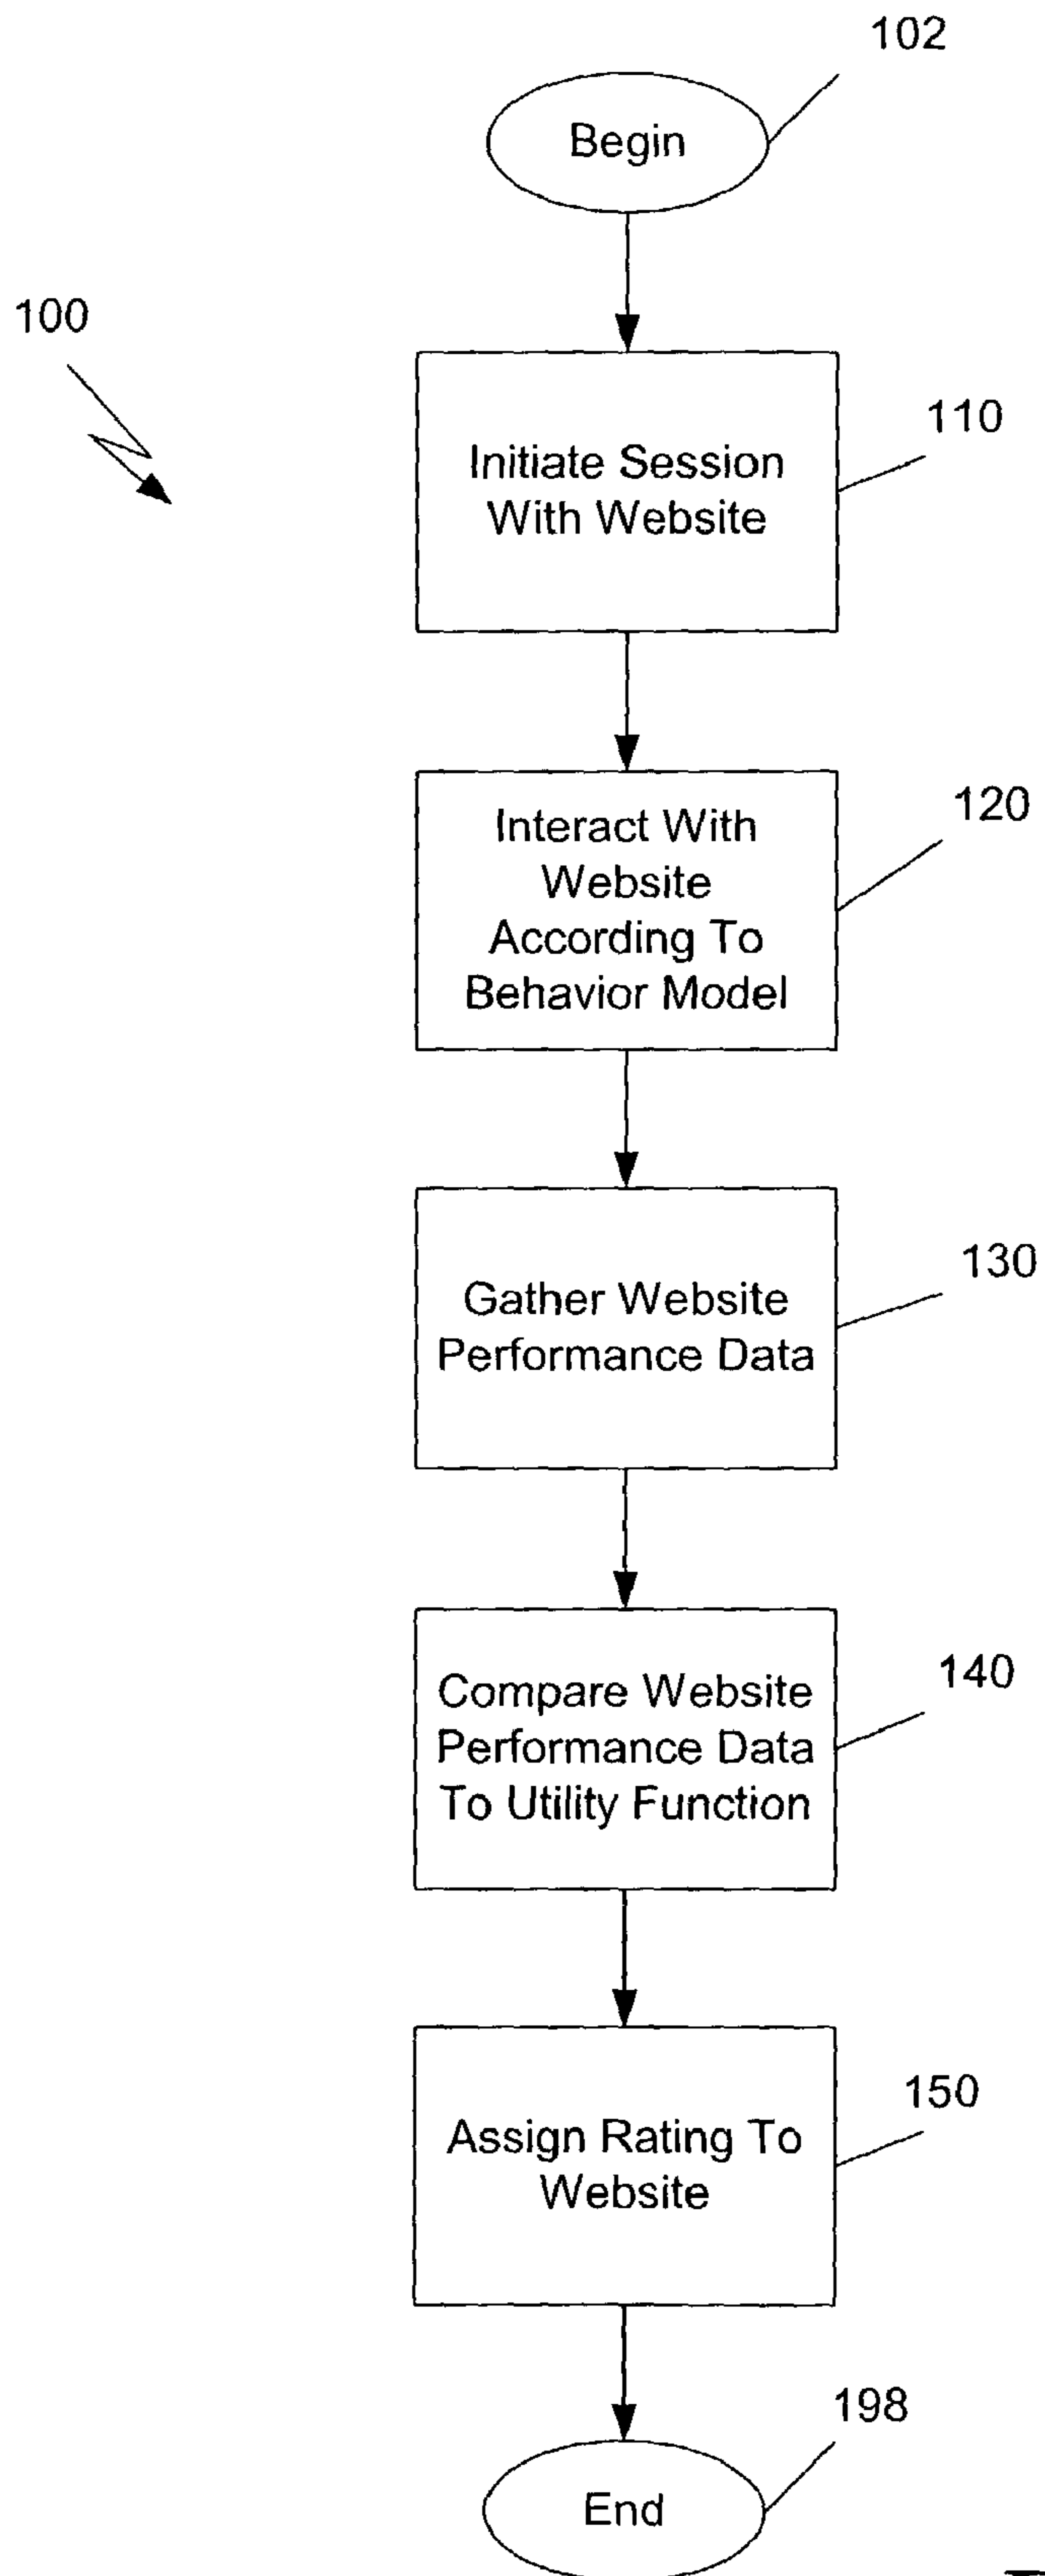 102
Begin
100
110
Initiate Session
With Website
120
Interact With
Website
According To
Behavior Model
130
Gather Website
Performance Data
140
Compare Website
Performance Data
To Utility Function
150
Assign Rating To
Website
198
End